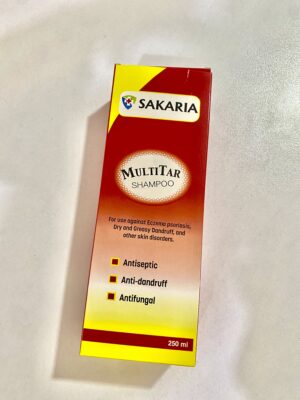 SAKARIA
MULTITAR
SHAMPOO
For use against Eczema psoriasis,
Dry and Greasy Dandruff, and
other skin disorders.
Antiseptic
Anti-dandruff
Antifungal
250 ml